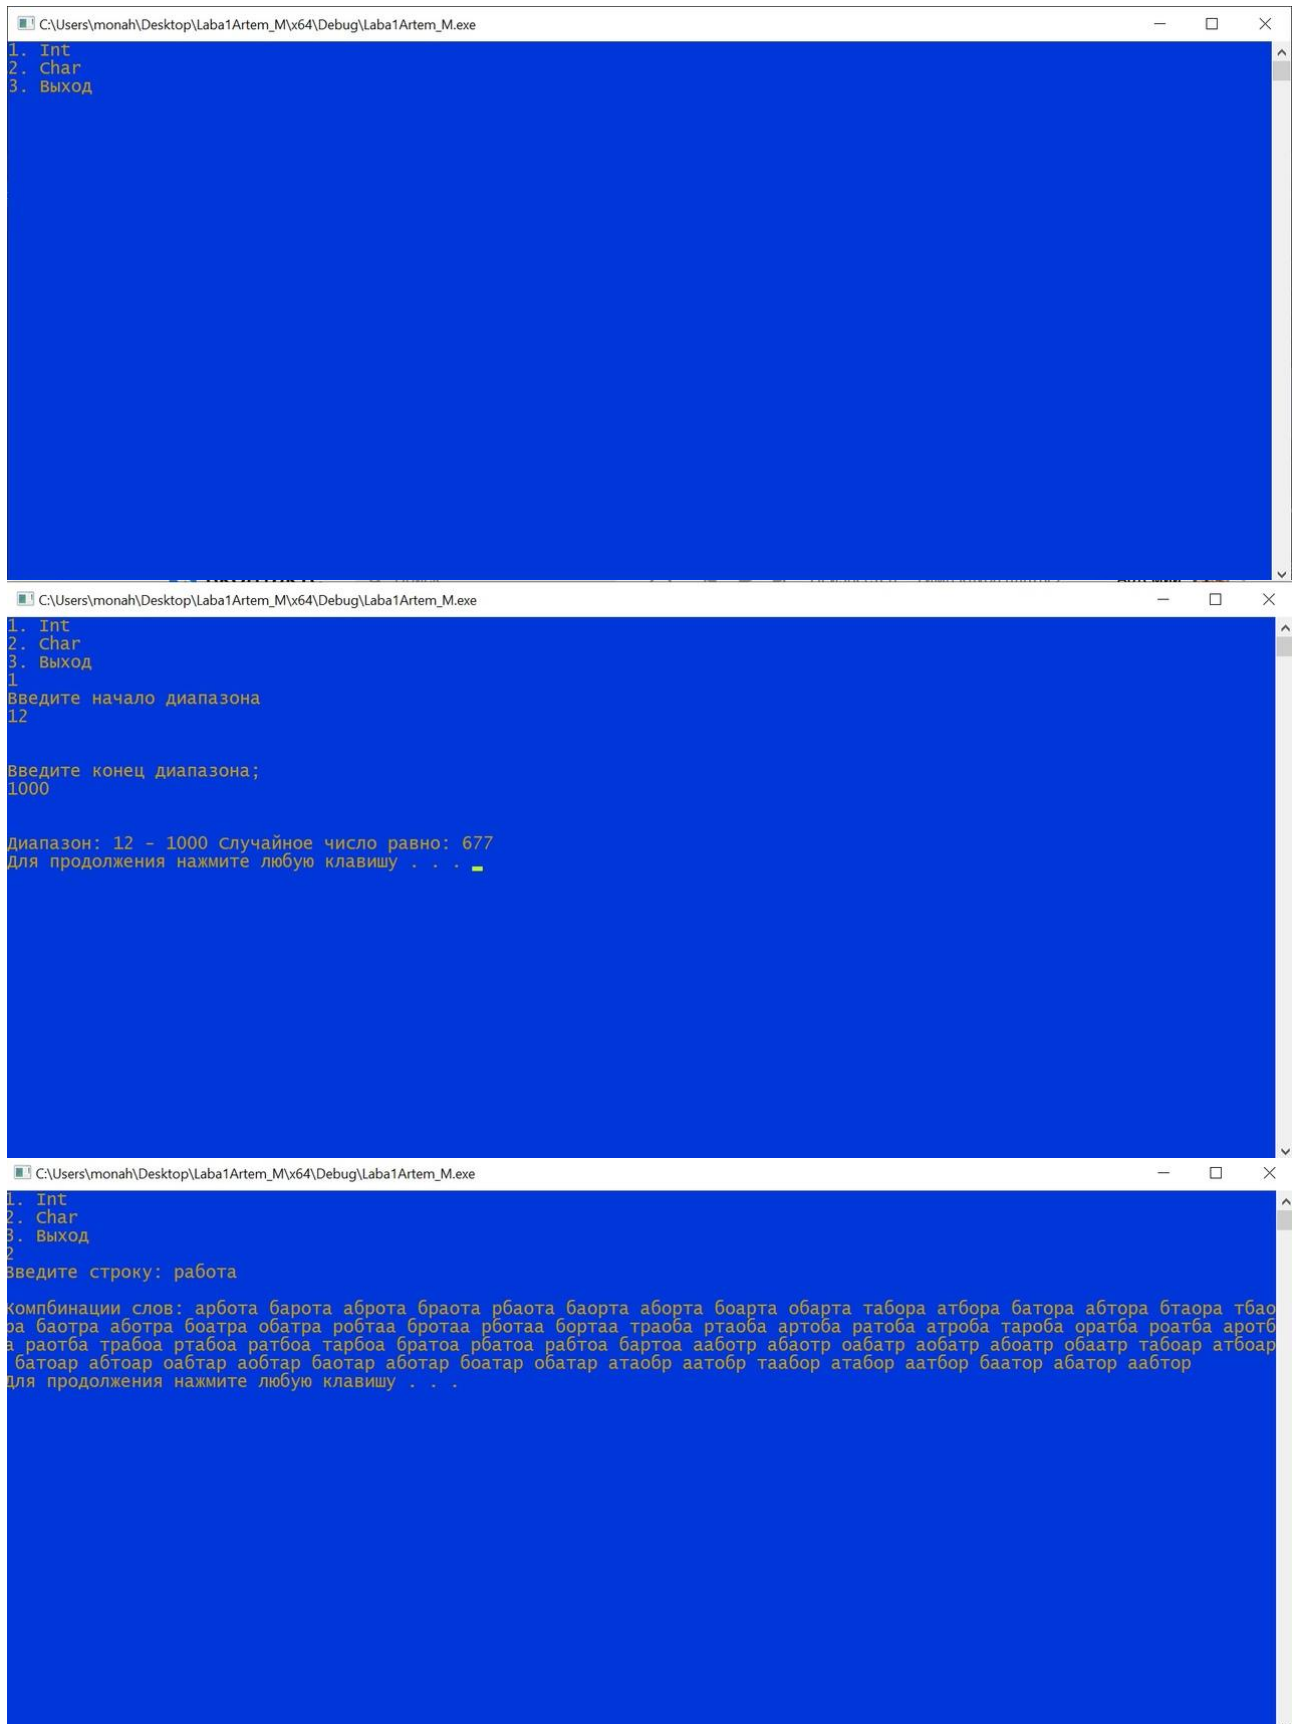 C:\Users\monah\Desktop\Laba1Artem_M\x64\Debug\Laba1Artem_M.exe
1. Int
2. Char
3. Выход
C:\Users\monah\Desktop\Laba1Artem_M\x64\Debug\Laba1Artem_M.exe
1. Int
2. Char
3. Выход
1
Введите начало диапазона
12
Введите конец диапазона;
1000
Диапазон: 12 - 1000 Случайное число равно: 677
Для продолжения нажмите любую клавишу . . .
C:\Users\monah\Desktop\Laba1Artem_M\x64\Debug\Laba1Artem_M.exe
1. Int
2. Char
3. Выход
2
Введите строку: работа
Компбинации слов: арбота барота аброта браота рбаота баорта аборта боарта обарта табора атбора батора абтора бтаора тбао
ра баотра аботра боатра обатра робтаа бротаа рботаа бортаа траоба ртаоба артоба ратоба атроба тароба оратба роатба аротб
а раотба трабоа ртабоа ратбоа тарбоа братоа рбатоа рабтоа бартоа ааботр абаотр оабатр аобатр абоатр обаатр табоар атбоар
батоар абтоар оабтар аобтар баотар аботар боатар обатар атаобр аатобр таабор атабор аатбор баатор абатор аабтор
Для продолжения нажмите любую клавишу . . .